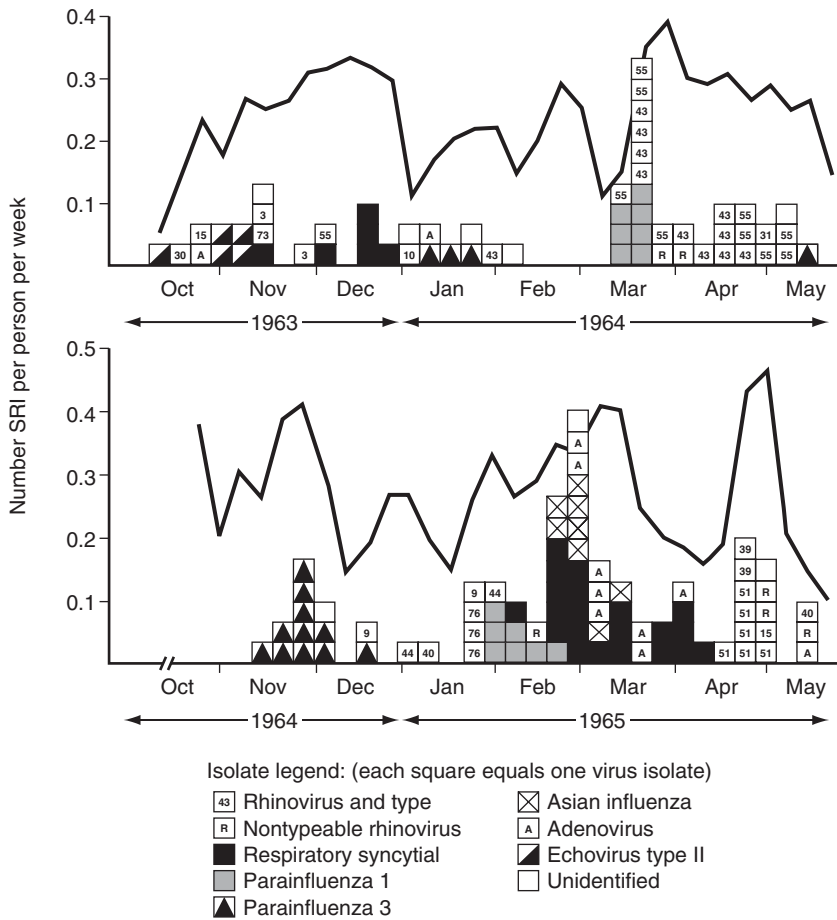 Number SRI per person per week
0.4
0.3
0.2
0.1
55
55
43
43
43
43
55
3 43 55
15 73 55 A 55 43 43 55 31 55
30 A 3 10 43 R R 43 43 43 55 55
Oct Nov Dec Jan Feb Mar Apr May
1963 1964
0.5
0.4
0.3
0.2
0.1
A
A
39
A 39
9 44 A A 51 R
76 A 51 R 40
9 76 R A 51 15 R
44 40 76 A 51 51 51 A
Oct Nov Dec Jan Feb Mar Apr May
1964 1965
Isolate legend: (each square equals one virus isolate)
43 Rhinovirus and type
R Nontypeable rhinovirus
Respiratory syncytial
Parainfluenza 1
Parainfluenza 3
Asian influenza
A Adenovirus
Echovirus type II
Unidentified